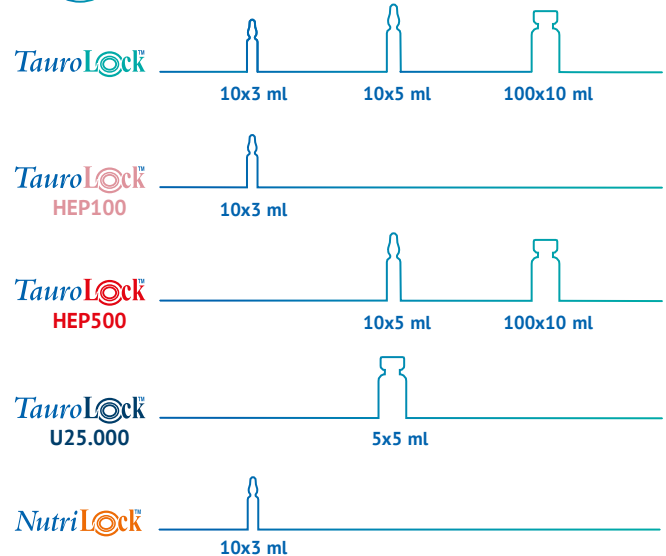 TauroLock™
10x3 ml 10x5 ml 100x10 ml
TauroLock™
HEP100
10x3 ml
TauroLock™
HEP500
10x5 ml 100x10 ml
TauroLock™
U25.000
5x5 ml
NutriLock™
10x3 ml